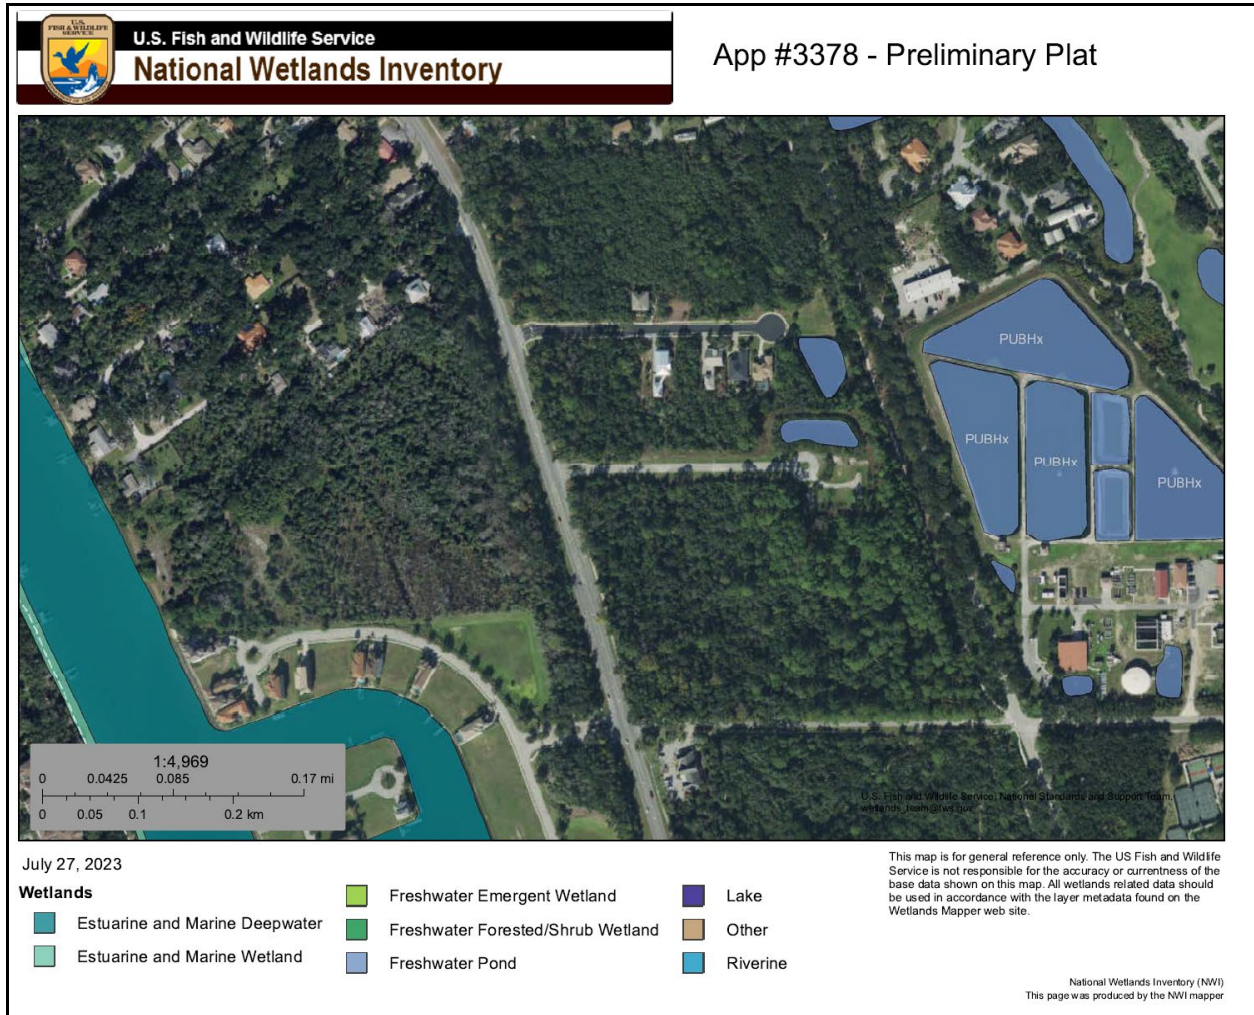 U.S.
FISH & WILDLIFE
SERVICE
U.S. Fish and Wildlife Service
National Wetlands Inventory
App #3378 - Preliminary Plat
PUBHx
PUBHx
PUBHx
PUBHx
1:4,969
0 0.0425 0.085 0.17 mi
0 0.05 0.1 0.2 km
U.S. Fish and Wildlife Service, National Standards and Support Team,
wetlands_team@fws.gov
July 27, 2023
Wetlands
Estuarine and Marine Deepwater
Estuarine and Marine Wetland
Freshwater Emergent Wetland
Freshwater Forested/Shrub Wetland
Freshwater Pond
Lake
Other
Riverine
This map is for general reference only. The US Fish and Wildlife
Service is not responsible for the accuracy or currentness of the
base data shown on this map. All wetlands related data should
be used in accordance with the layer metadata found on the
Wetlands Mapper web site.
National Wetlands Inventory (NWI)
This page was produced by the NWI mapper